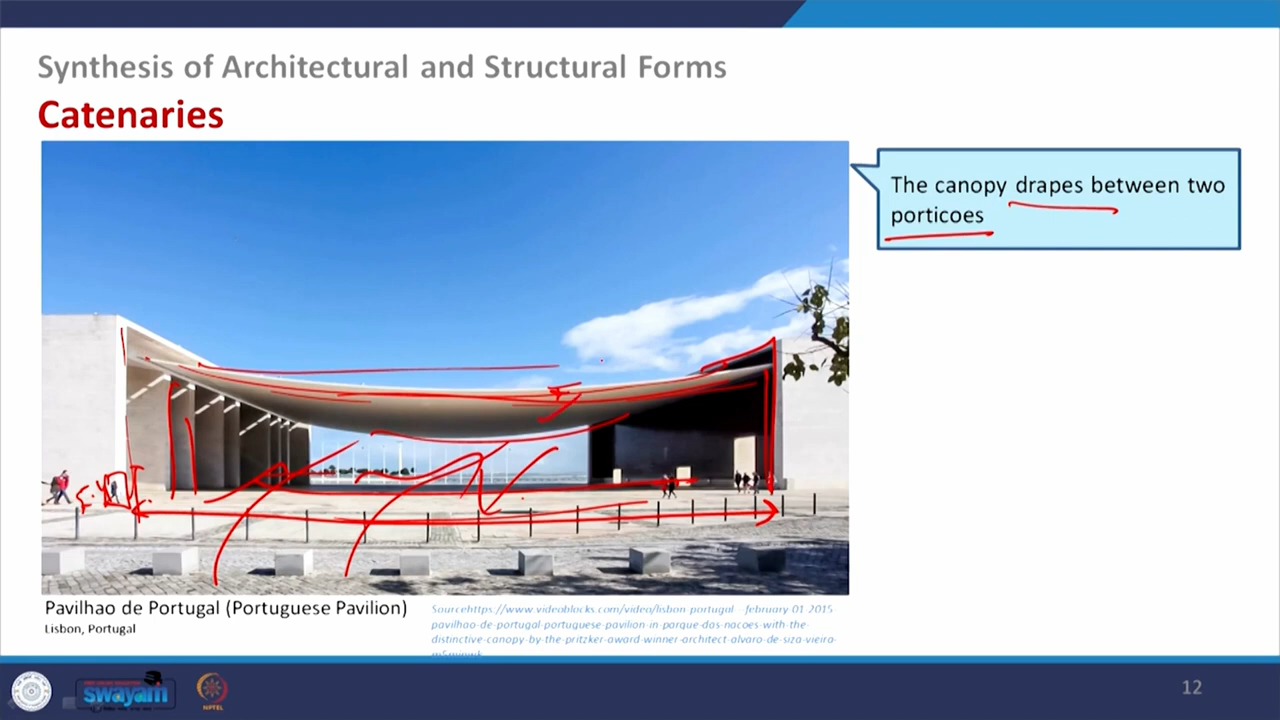 Synthesis of Architectural and Structural Forms
Catenaries
The canopy drapes between two
porticoes
Pavilhao de Portugal (Portuguese Pavilion)
Lisbon, Portugal
Sourcehttps://www.videoblocks.com/video/lisbon-portugal---february-01-2015-
pavilhao-de-portugal-portuguese-pavilion-in-parque-das-nacoes-with-the-
distinctive-canopy-by-the-pritzker-award-winner-architect-alvaro-de-siza-vieira-
swayam
NPTEL
12